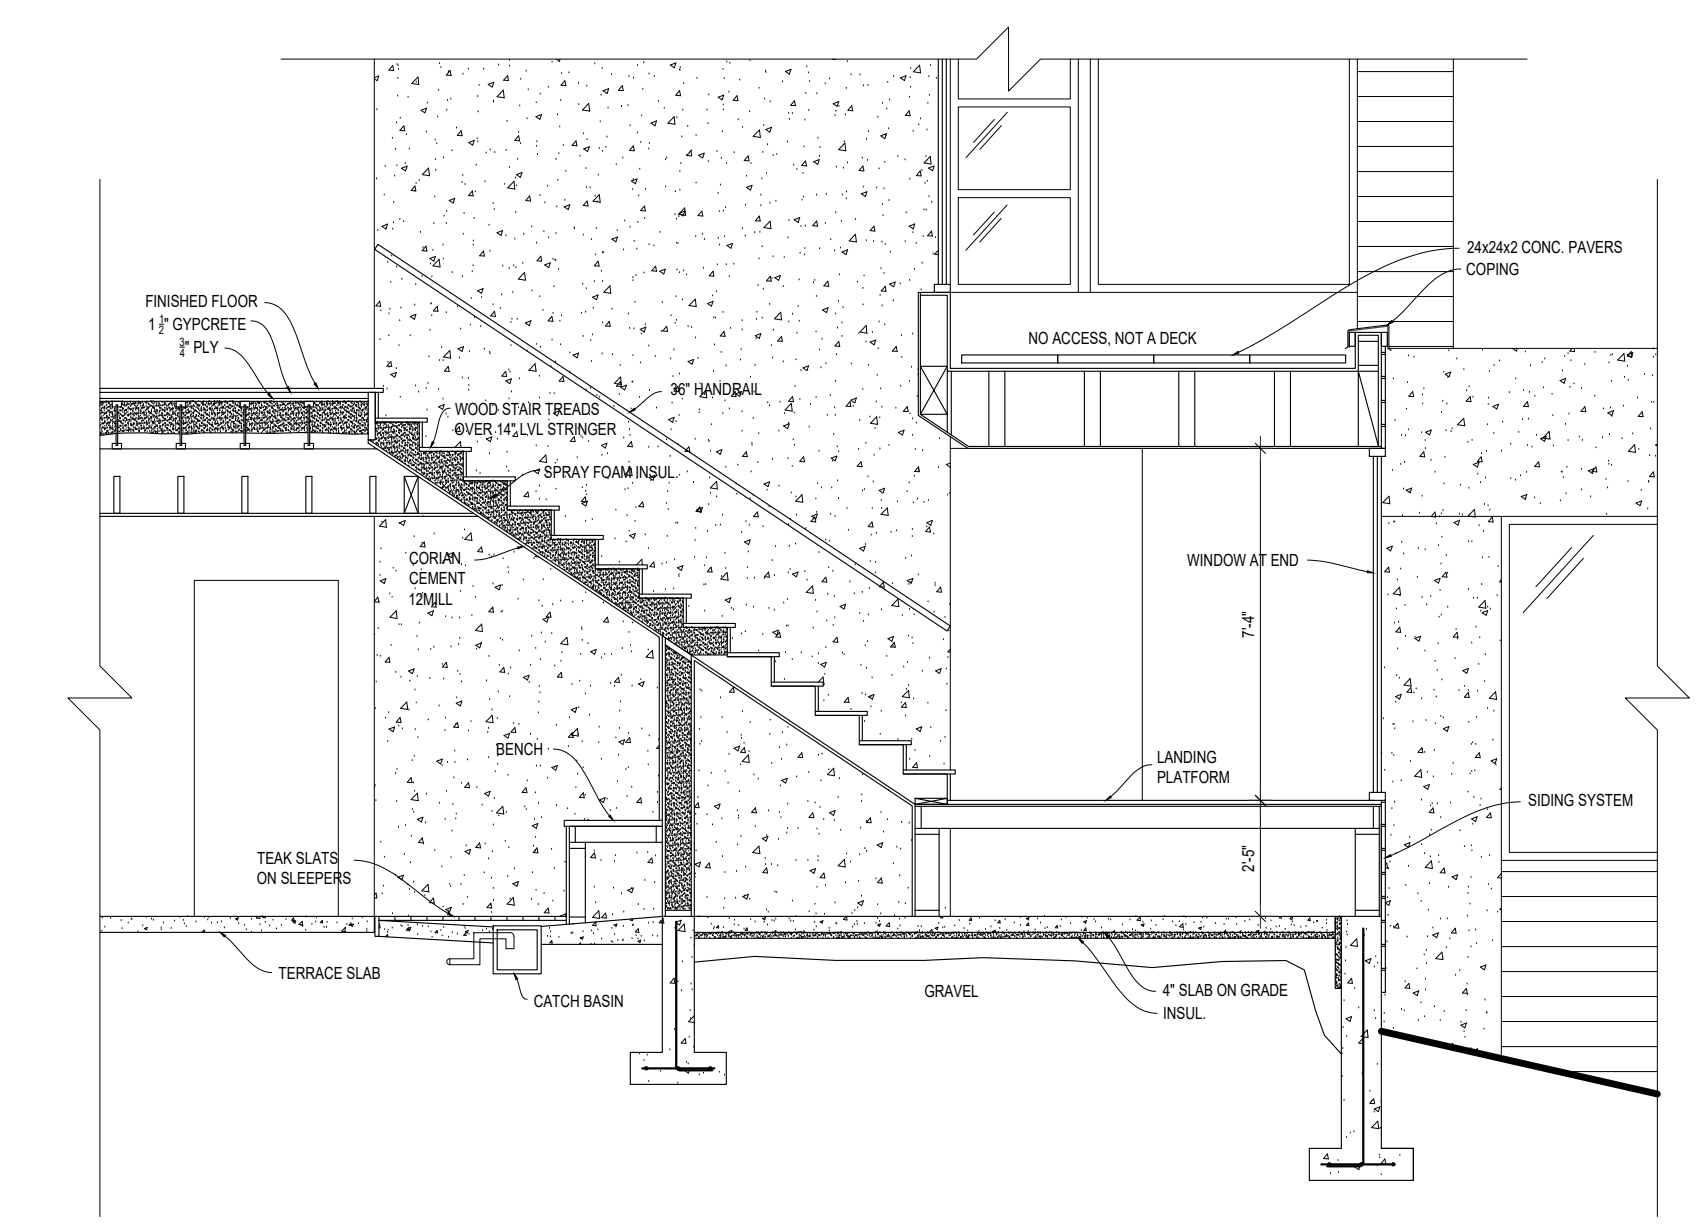 24x24x2 CONC. PAVERS
COPING
FINISHED FLOOR
1 1/2" GYPCRETE
3/4" PLY
NO ACCESS, NOT A DECK
36" HANDRAIL
WOOD STAIR TREADS
OVER 14" LVL STRINGER
SPRAY FOAM INSUL.
CORIAN
CEMENT
12MILL
WINDOW AT END
7'-4"
BENCH
LANDING
PLATFORM
SIDING SYSTEM
TEAK SLATS
ON SLEEPERS
2'-5"
TERRACE SLAB
CATCH BASIN
GRAVEL
4" SLAB ON GRADE
INSUL.